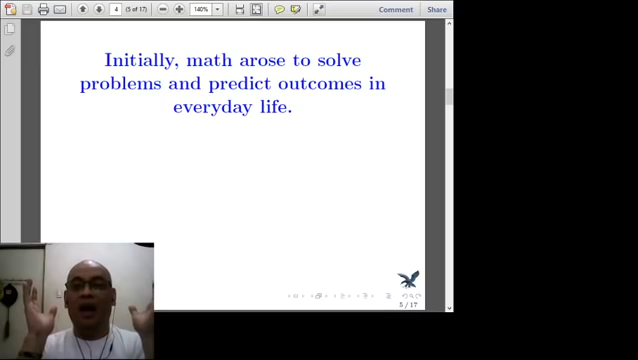 4 (5 of 17) 140% Comment Share
Initially, math arose to solve
problems and predict outcomes in
everyday life.
5 / 17